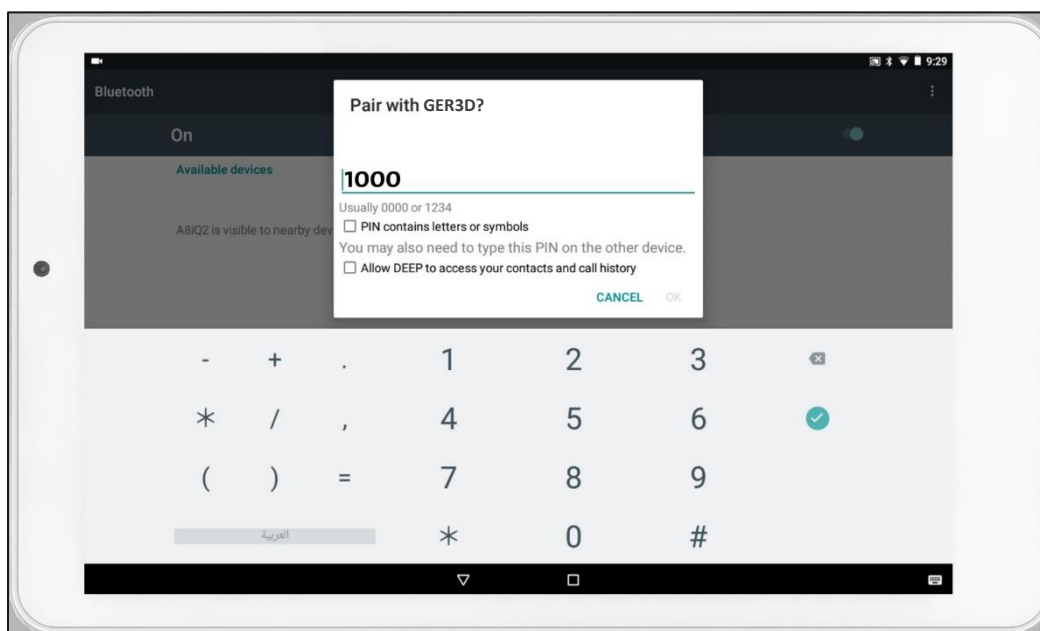 9:29
Bluetooth
On
Available devices
A8iQ2 is visible to nearby dev
Pair with GER3D?
1000
Usually 0000 or 1234
PIN contains letters or symbols
You may also need to type this PIN on the other device.
Allow DEEP to access your contacts and call history
CANCEL OK
- + . 1 2 3
* / , 4 5 6
( ) = 7 8 9
العربية * 0 #